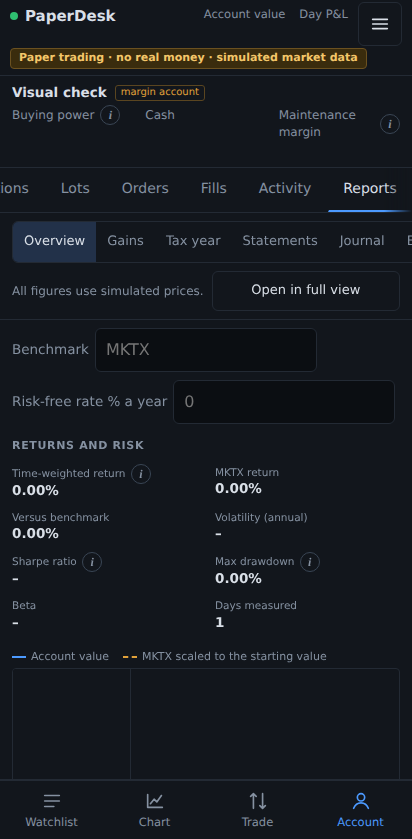 PaperDesk
Account value Day P&L
Paper trading · no real money · simulated market data
Visual check margin account
Buying power i Cash Maintenance margin i
ions Lots Orders Fills Activity Reports
Overview Gains Tax year Statements Journal
All figures use simulated prices. Open in full view
Benchmark MKTX
Risk-free rate % a year 0
RETURNS AND RISK
Time-weighted return i MKTX return
0.00% 0.00%
Versus benchmark Volatility (annual)
0.00% –
Sharpe ratio i Max drawdown i
– 0.00%
Beta Days measured
– 1
Account value MKTX scaled to the starting value
Watchlist Chart Trade Account